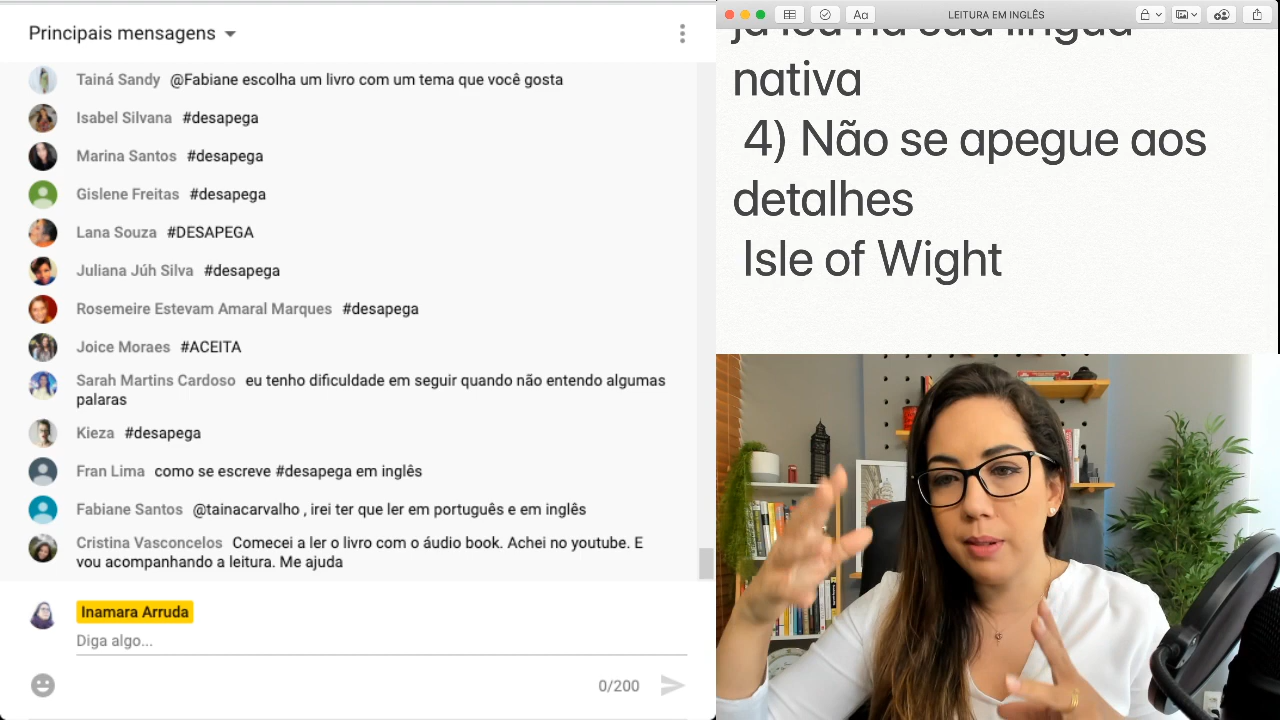 Principais mensagens
Tainá Sandy @Fabiane escolha um livro com um tema que você gosta
Isabel Silvana #desapega
Marina Santos #desapega
Gislene Freitas #desapega
Lana Souza #DESAPEGA
Juliana Júh Silva #desapega
Rosemeire Estevam Amaral Marques #desapega
Joice Moraes #ACEITA
Sarah Martins Cardoso eu tenho dificuldade em seguir quando não entendo algumas
palaras
Kieza #desapega
Fran Lima como se escreve #desapega em inglês
Fabiane Santos @tainacarvalho , irei ter que ler em português e em inglês
Cristina Vasconcelos Comecei a ler o livro com o áudio book. Achei no youtube. E
vou acompanhando a leitura. Me ajuda
Inamara Arruda
Diga algo...
0/200
Aa
LEITURA EM INGLÊS
já leu na sua língua
nativa
4) Não se apegue aos
detalhes
Isle of Wight